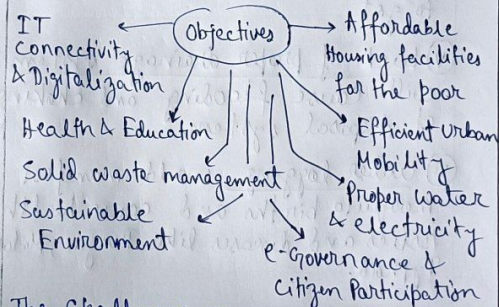 Objectives
IT
Connectivity
& Digitalization
Health & Education
Solid waste management
Sustainable
Environment
Affordable
Housing facilities
for the poor
Efficient Urban
Mobility
Proper water
& electricity
e-Governance &
Citizen Participation
The